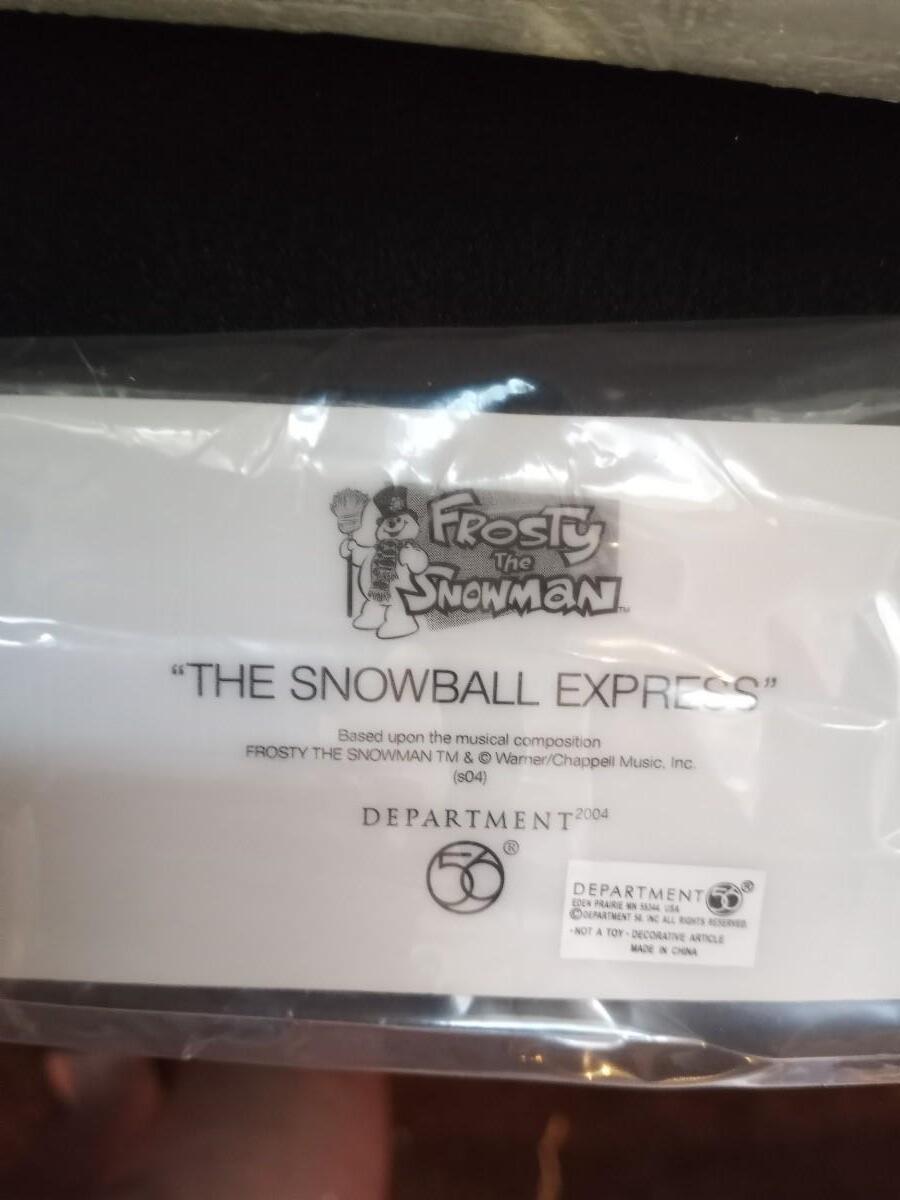 FROSTY
The
SNOWMAN™
“THE SNOWBALL EXPRESS”
Based upon the musical composition
FROSTY THE SNOWMAN TM & © Warner/Chappell Music, Inc.
(s04)
DEPARTMENT 2004
56®
DEPARTMENT 56®
EDEN PRAIRIE MN 55344, USA
©DEPARTMENT 56, INC ALL RIGHTS RESERVED.
-NOT A TOY - DECORATIVE ARTICLE
MADE IN CHINA